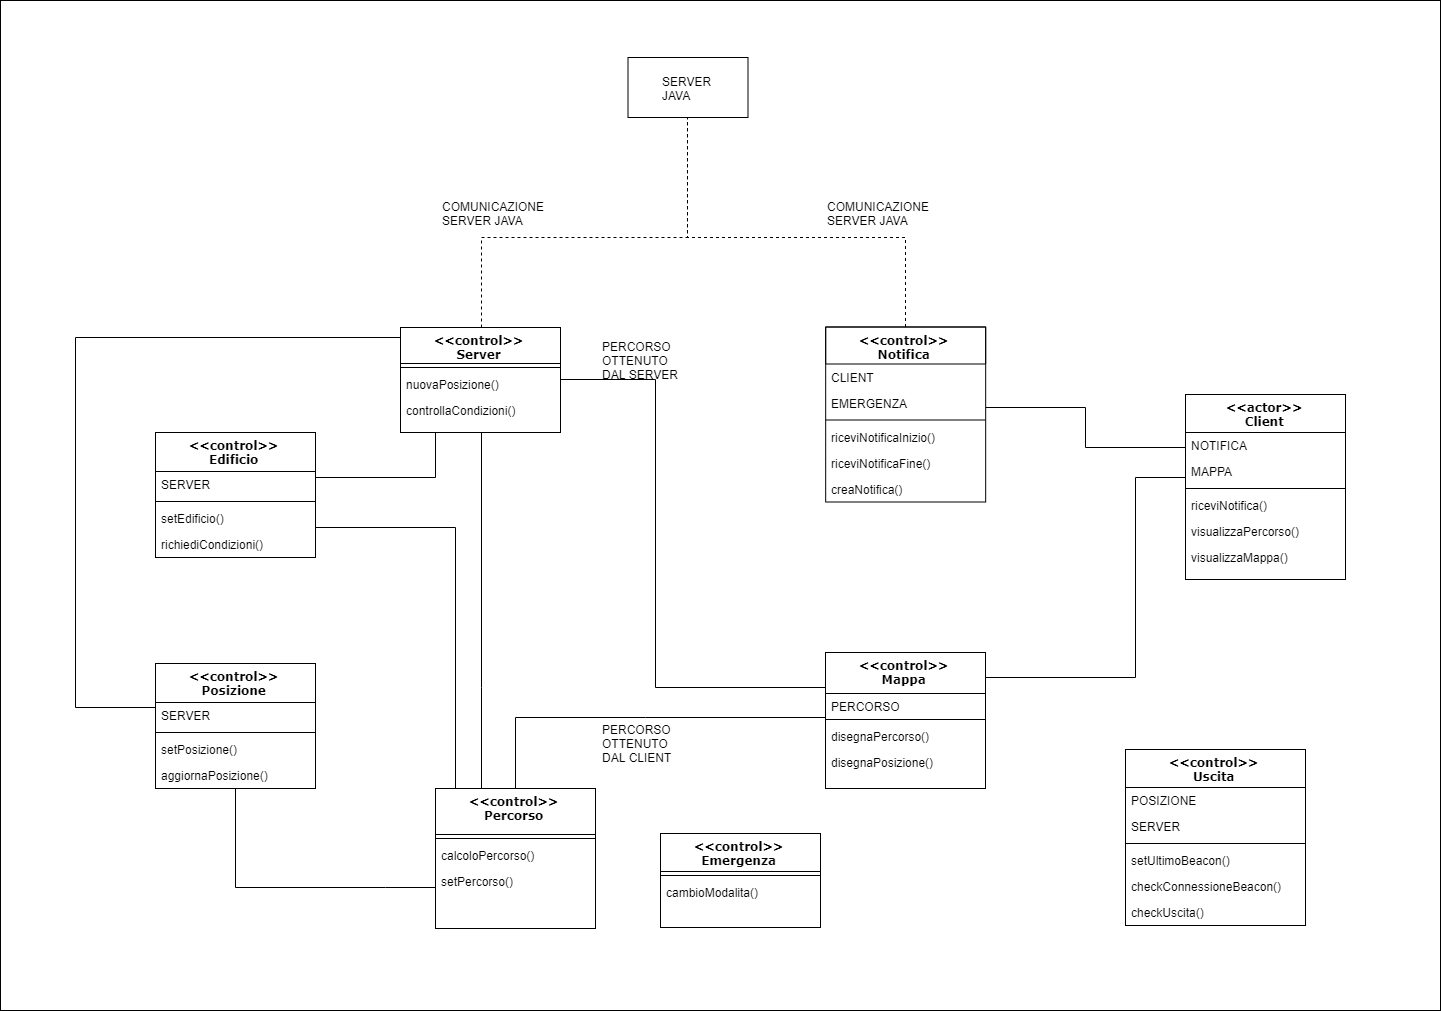 SERVER
JAVA
COMUNICAZIONE
SERVER JAVA
COMUNICAZIONE
SERVER JAVA
<<control>>
Server
nuovaPosizione()
controllaCondizioni()
PERCORSO
OTTENUTO
DAL SERVER
<<control>>
Notifica
CLIENT
EMERGENZA
riceviNotificaInizio()
riceviNotificaFine()
creaNotifica()
<<actor>>
Client
NOTIFICA
MAPPA
riceviNotifica()
visualizzaPercorso()
visualizzaMappa()
<<control>>
Edificio
SERVER
setEdificio()
richiediCondizioni()
<<control>>
Posizione
SERVER
setPosizione()
aggiornaPosizione()
<<control>>
Mappa
PERCORSO
disegnaPercorso()
disegnaPosizione()
PERCORSO
OTTENUTO
DAL CLIENT
<<control>>
Percorso
calcoloPercorso()
setPercorso()
<<control>>
Emergenza
cambioModalita()
<<control>>
Uscita
POSIZIONE
SERVER
setUltimoBeacon()
checkConnessioneBeacon()
checkUscita()